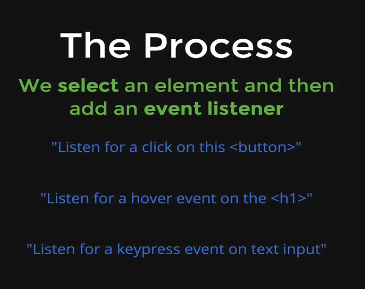 The Process
We select an element and then
add an event listener
"Listen for a click on this <button>"
"Listen for a hover event on the <h1>"
"Listen for a keypress event on text input"